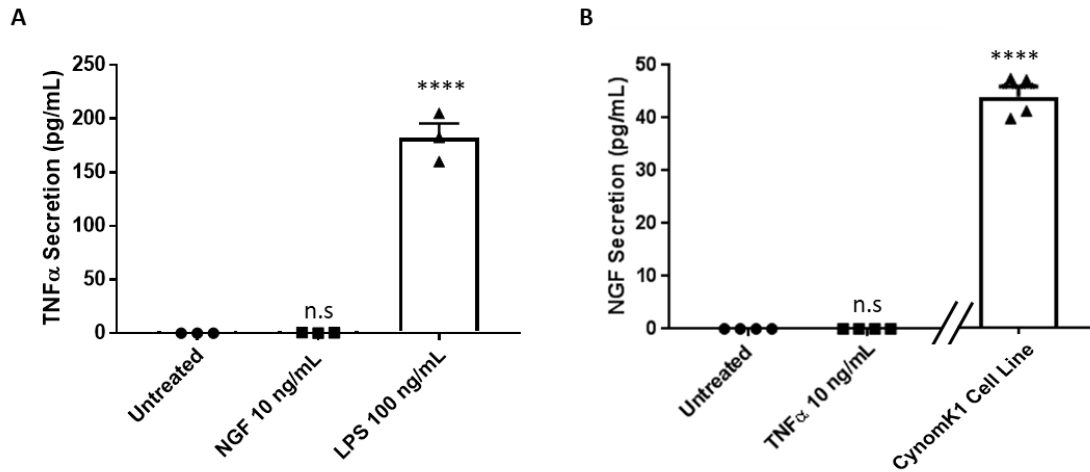 A
TNFα Secretion (pg/mL)
250
200
150
100
50
0
n.s
****
Untreated
NGF 10 ng/mL
LPS 100 ng/mL
B
NGF Secretion (pg/mL)
50
40
30
20
10
0
n.s
****
Untreated
TNFα 10 ng/mL
CynomK1 Cell Line